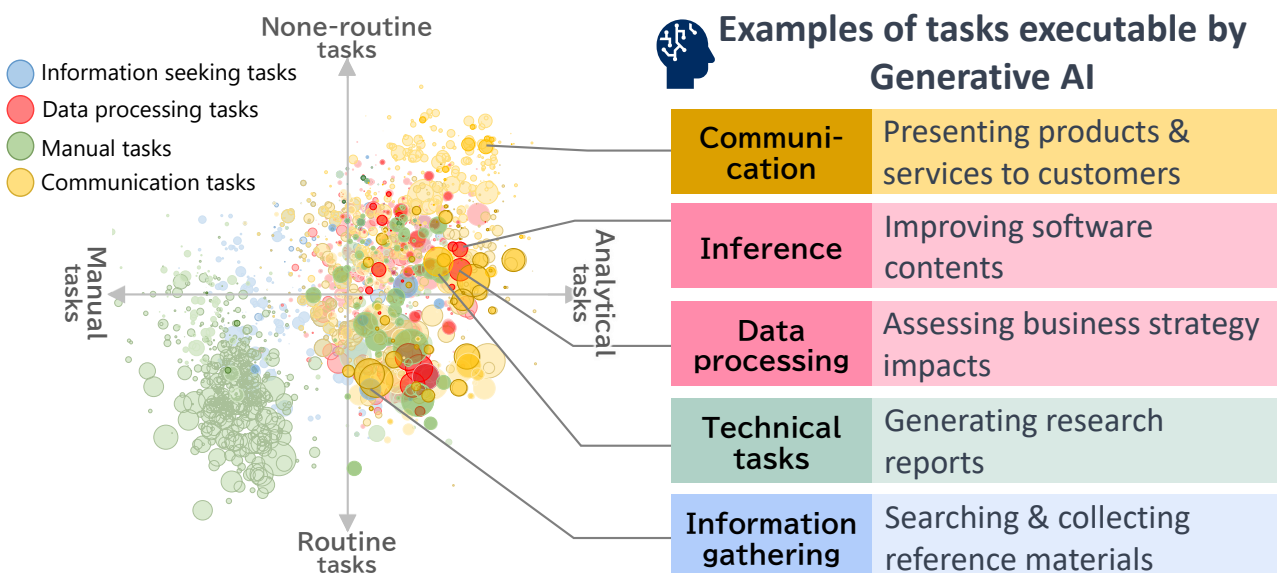 None-routine
tasks
Information seeking tasks
Data processing tasks
Manual tasks
Communication tasks
Manual
tasks
Analytical
tasks
Routine
tasks
Examples of tasks executable by
Generative AI
Communi-
cation
Presenting products &
services to customers
Inference
Improving software
contents
Data
processing
Assessing business strategy
impacts
Technical
tasks
Generating research
reports
Information
gathering
Searching & collecting
reference materials